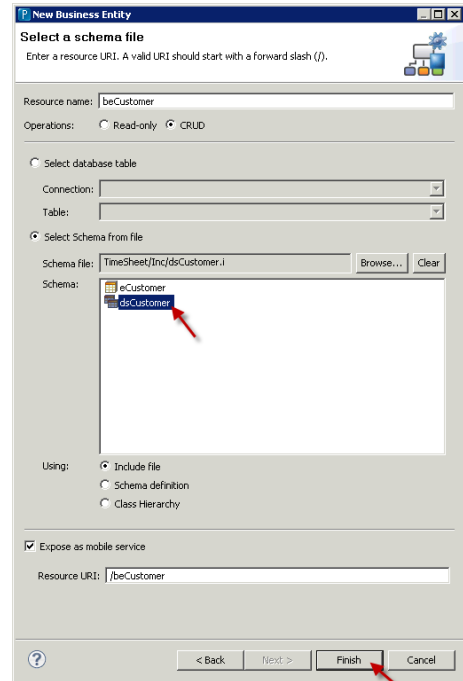 New Business Entity
Select a schema file
Enter a resource URI. A valid URI should start with a forward slash (/).
Resource name: beCustomer
Operations: Read-only CRUD
Select database table
Connection:
Table:
Select Schema from file
Schema file: TimeSheet/Inc/dsCustomer.i Browse... Clear
Schema: eCustomer
dsCustomer
Using: Include file
Schema definition
Class Hierarchy
Expose as mobile service
Resource URI: /beCustomer
< Back Next > Finish Cancel